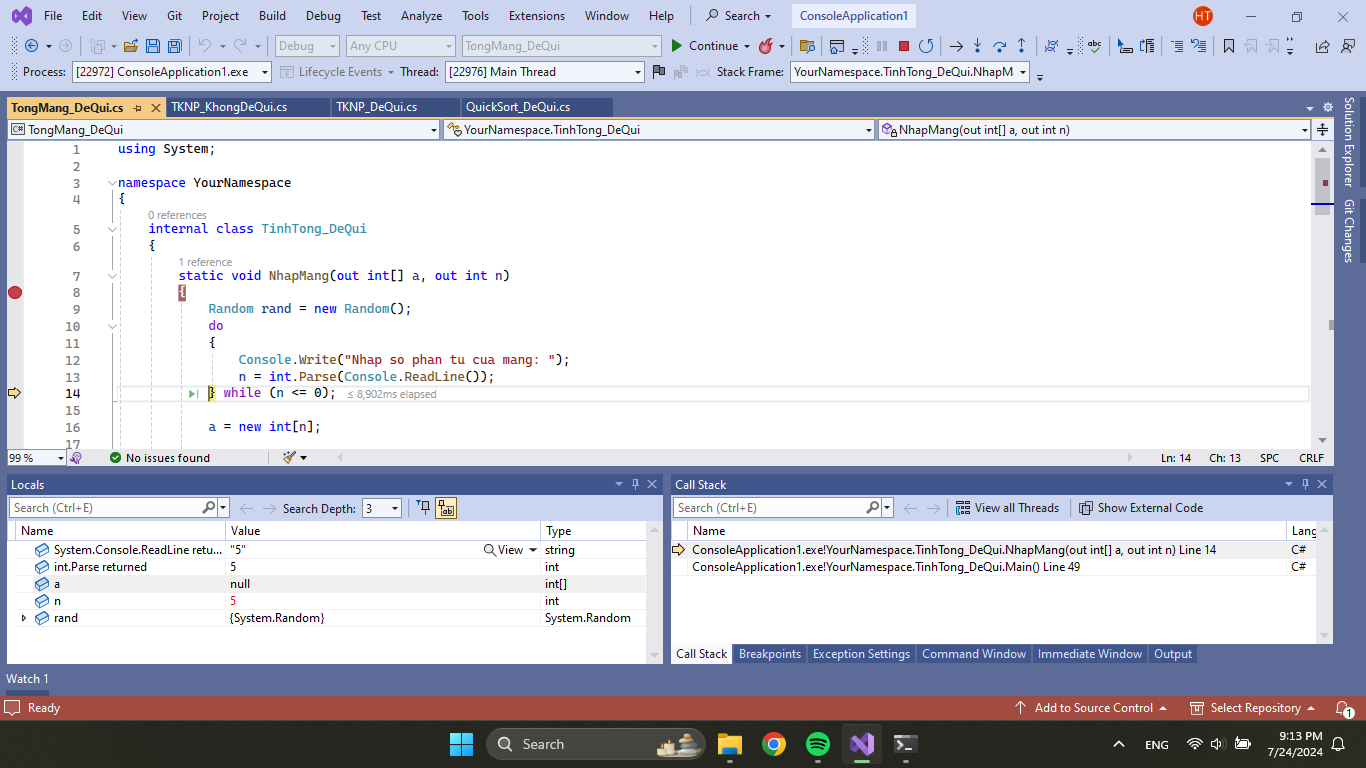 File Edit View Git Project Build Debug Test Analyze Tools Extensions Window Help Search ConsoleApplication1 HT
Debug Any CPU TongMang_DeQui Continue
Process: [22972] ConsoleApplication1.exe Lifecycle Events Thread: [22976] Main Thread Stack Frame: YourNamespace.TinhTong_DeQui.NhapM
TongMang_DeQui.cs TKNP_KhongDeQui.cs TKNP_DeQui.cs QuickSort_DeQui.cs
C# TongMang_DeQui YourNamespace.TinhTong_DeQui NhapMang(out int[] a, out int n)
1 using System;
2
3 namespace YourNamespace
4 {
0 references
5 internal class TinhTong_DeQui
6 {
1 reference
7 static void NhapMang(out int[] a, out int n)
8 {
9 Random rand = new Random();
10 do
11 {
12 Console.Write("Nhap so phan tu cua mang: ");
13 n = int.Parse(Console.ReadLine());
14 } while (n <= 0); ≤ 8,902ms elapsed
15
16 a = new int[n];
17
Solution Explorer
Git Changes
99 % No issues found Ln: 14 Ch: 13 SPC CRLF
Locals
Search (Ctrl+E) Search Depth: 3
Name Value Type
System.Console.ReadLine retu... "5" View string
int.Parse returned 5 int
a null int[]
n 5 int
rand {System.Random} System.Random
Call Stack
Search (Ctrl+E) View all Threads Show External Code
Name Lang
ConsoleApplication1.exe!YourNamespace.TinhTong_DeQui.NhapMang(out int[] a, out int n) Line 14 C#
ConsoleApplication1.exe!YourNamespace.TinhTong_DeQui.Main() Line 49 C#
Call Stack Breakpoints Exception Settings Command Window Immediate Window Output
Watch 1
Ready Add to Source Control Select Repository 1
Search ENG 9:13 PM
7/24/2024